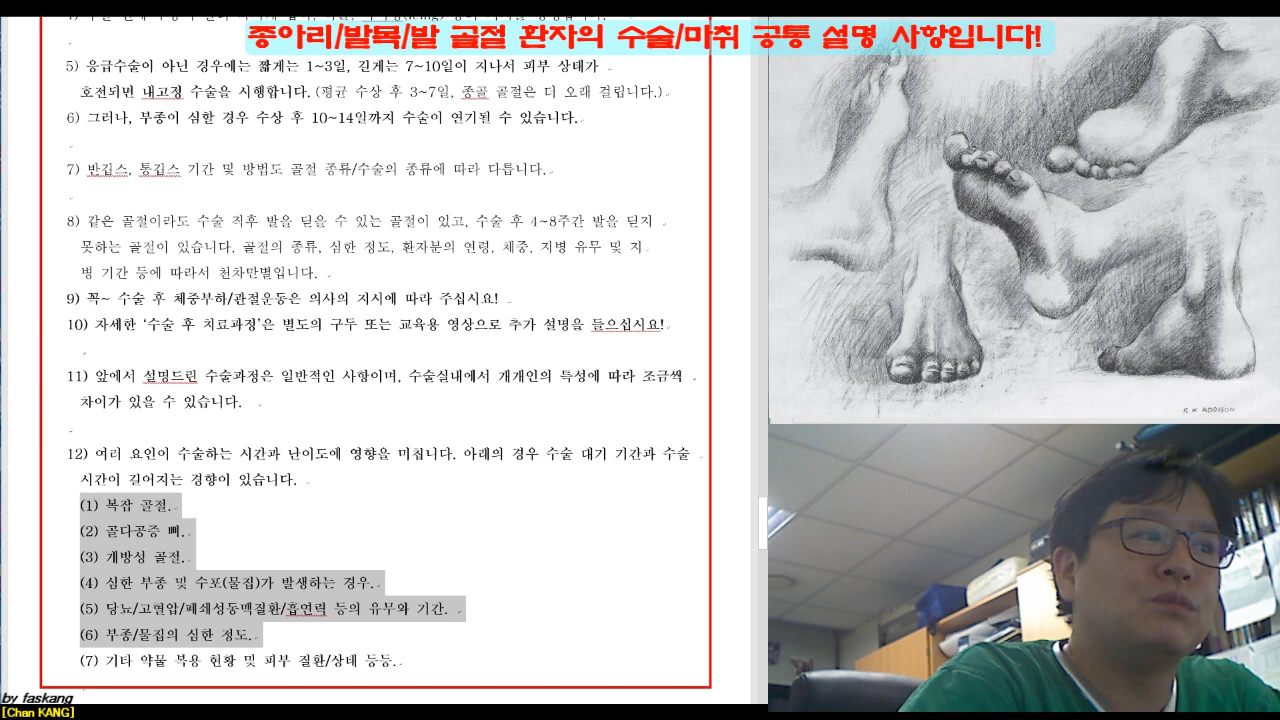 종아리/발목/발 골절 환자의 수술/마취 공통 설명 사항입니다!
5) 응급수술이 아닌 경우에는 짧게는 1~3일, 길게는 7~10일이 지나서 피부 상태가
호전되면 내고정 수술을 시행합니다. (평균 수상 후 3~7일, 종골 골절은 더 오래 걸립니다.)
6) 그러나, 부종이 심할 경우 수상 후 10~14일까지 수술이 연기될 수 있습니다.
7) 반깁스, 통깁스 기간 및 방법도 골절 종류/수술의 종류에 따라 다릅니다.
8) 같은 골절이라도 수술 직후 발을 딛을 수 있는 골절이 있고, 수술 후 4~8주간 발을 딛지
못하는 골절이 있습니다. 골절의 종류, 심한 정도, 환자분의 연령, 체중, 지병 유무 및 지
병 기간 등에 따라서 천차만별입니다.
9) 꼭~ 수술 후 체중부하/관절운동은 의사의 지시에 따라 주십시요!
10) 자세한 ‘수술 후 치료과정’은 별도의 구두 또는 교육용 영상으로 추가 설명을 들으십시요!
11) 앞에서 설명드린 수술과정은 일반적인 사항이며, 수술실내에서 개개인의 특성에 따라 조금씩
차이가 있을 수 있습니다.
12) 여러 요인이 수술하는 시간과 난이도에 영향을 미칩니다. 아래의 경우 수술 대기 기간과 수술
시간이 길어지는 경향이 있습니다.
(1) 복잡 골절.
(2) 골다공증 뼈.
(3) 개방성 골절.
(4) 심한 부종 및 수포(물집)가 발생하는 경우.
(5) 당뇨/고혈압/폐쇄성동맥질환/흡연력 등의 유무와 기간.
(6) 부종/물집의 심한 정도.
(7) 기타 약물 복용 현황 및 피부 질환/상태 등등.
R W ADDISON
by faskang
[Chan KANG]